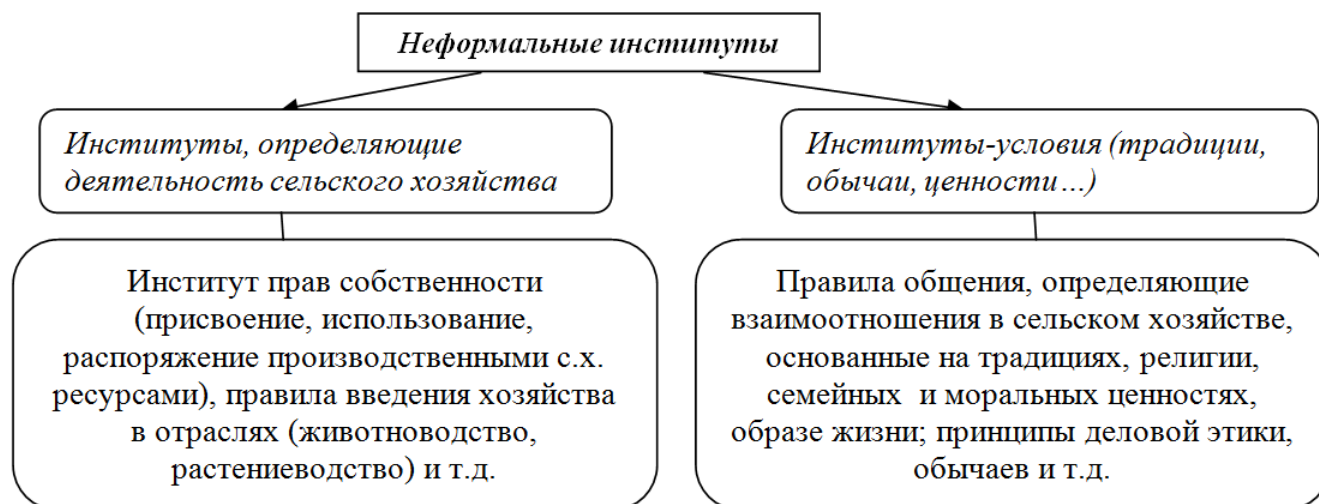 Неформальные институты
Институты, определяющие
деятельность сельского хозяйства
Институты-условия (традиции,
обычаи, ценности…)
Институт прав собственности
(присвоение, использование,
распоряжение производственными с.х.
ресурсами), правила введения хозяйства
в отраслях (животноводство,
растениеводство) и т.д.
Правила общения, определяющие
взаимоотношения в сельском хозяйстве,
основанные на традициях, религии,
семейных и моральных ценностях,
образе жизни; принципы деловой этики,
обычаев и т.д.